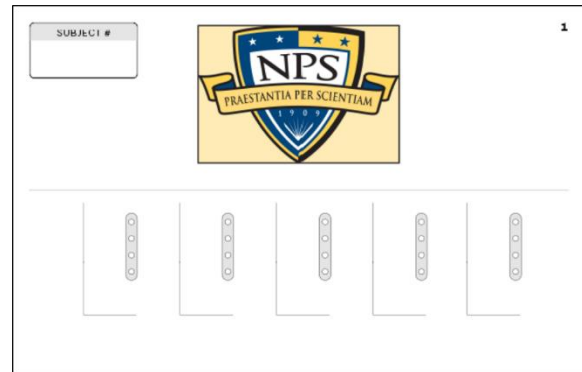 SUBJECT #
1
NPS
PRAESTANTIA PER SCIENTIAM
1909